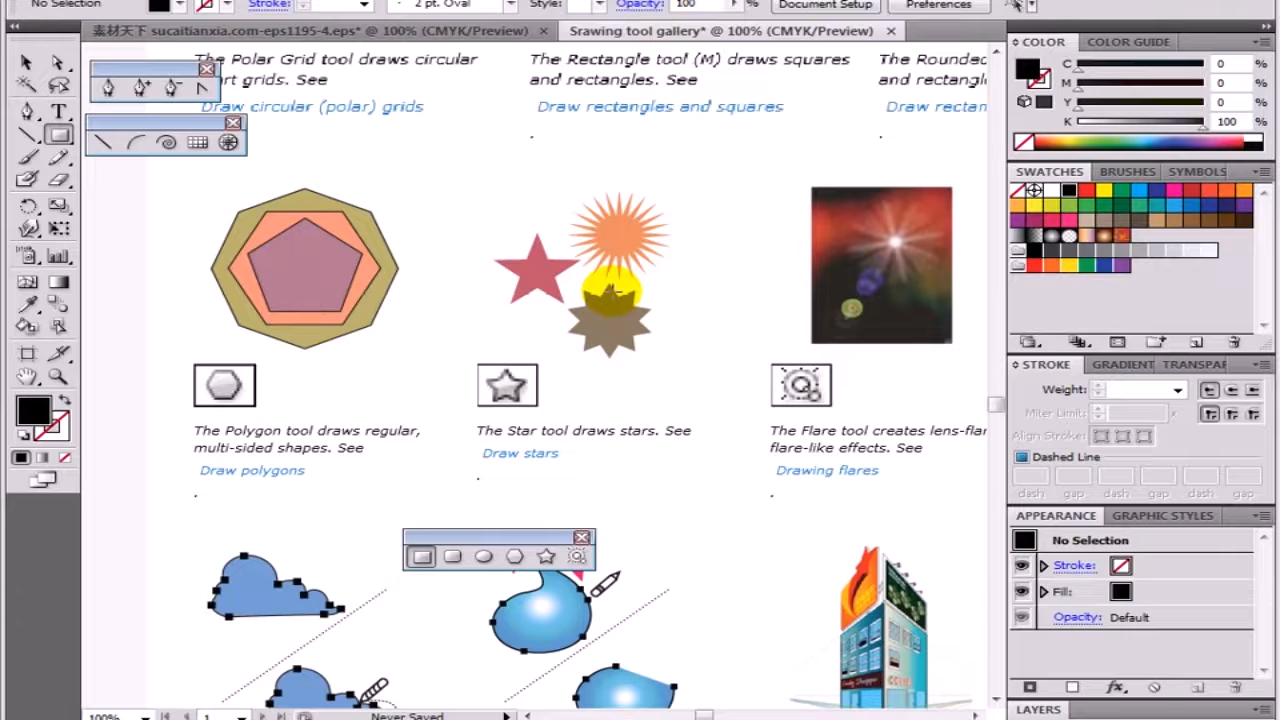 No Selection
Stroke:
2 pt. Oval
Style:
Opacity:
100
%
Document Setup
Preferences
素材天下 sucaitianxia.com-eps1195-4.eps* @ 100% (CMYK/Preview)
Srawing tool gallery* @ 100% (CMYK/Preview)
The Polar Grid tool draws circular
art grids. See
Draw circular (polar) grids
The Rectangle tool (M) draws squares
and rectangles. See
Draw rectangles and squares
.
The Rounded
and rectangl
Draw rectan
.
The Polygon tool draws regular,
multi-sided shapes. See
Draw polygons
.
The Star tool draws stars. See
Draw stars
.
The Flare tool creates lens-flar
flare-like effects. See
Drawing flares
.
COLOR
COLOR GUIDE
C 0 %
M 0 %
Y 0 %
K 100 %
SWATCHES
BRUSHES
SYMBOLS
STROKE
GRADIENT
TRANSPAR
Weight:
Miter Limit:
x
Align Stroke:
Dashed Line
dash gap dash gap dash gap
APPEARANCE
GRAPHIC STYLES
No Selection
Stroke:
Fill:
Opacity: Default
LAYERS
100%
1
Never Saved